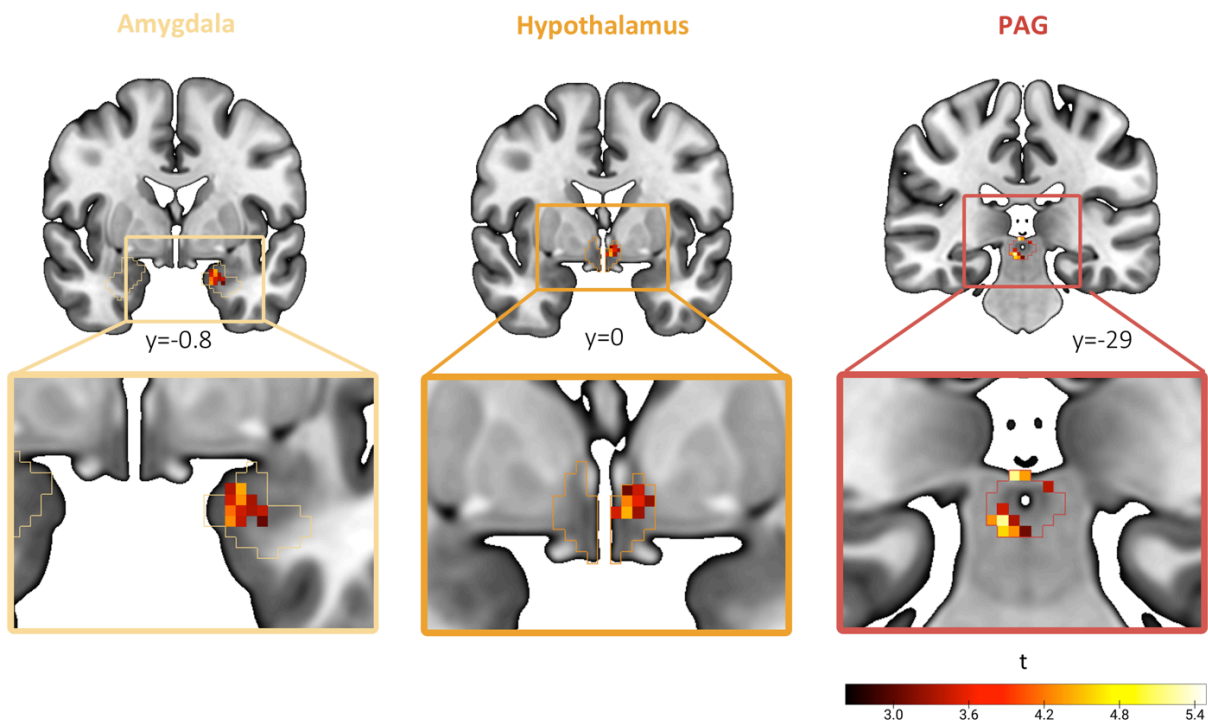 Amygdala
Hypothalamus
PAG
y=-0.8
y=0
y=-29
t
3.0 3.6 4.2 4.8 5.4